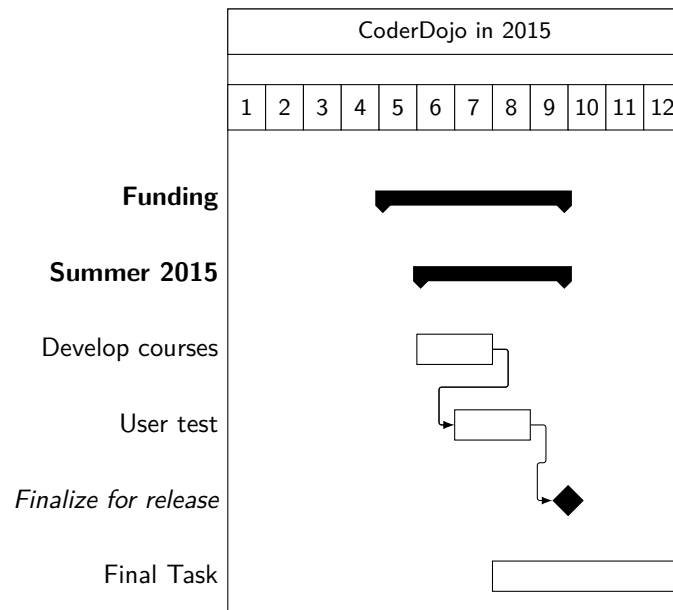 CoderDojo in 2015
1 2 3 4 5 6 7 8 9 10 11 12
Funding
Summer 2015
Develop courses
User test
Finalize for release
Final Task